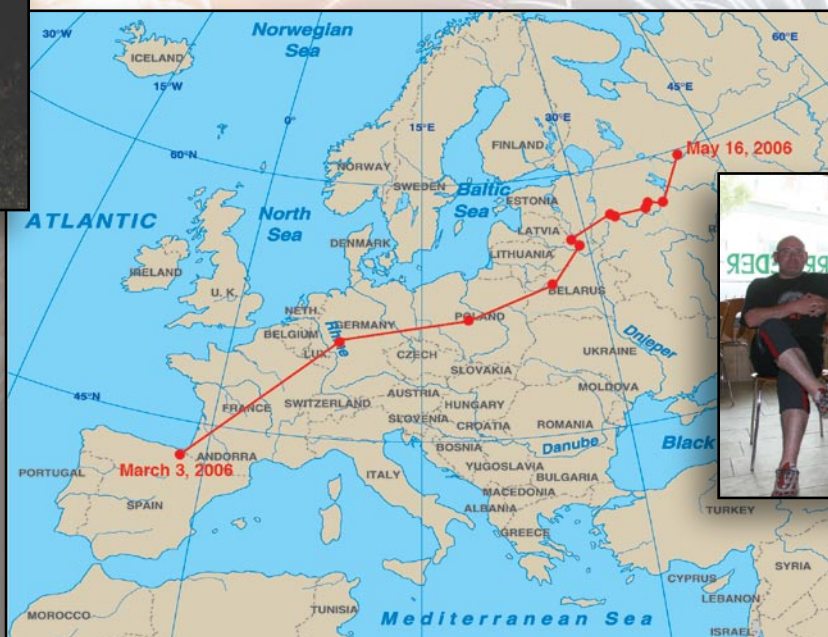 30°W
Norwegian
Sea
60°E
ICELAND
15°W
45°E
0°
15°E
30°E
60°N
FINLAND
May 16, 2006
NORWAY
SWEDEN
Baltic
Sea
ESTONIA
ATLANTIC
North
Sea
LATVIA
DENMARK
LITHUANIA
IRELAND
U. K.
BELARUS
NETH.
POLAND
BELGIUM
GERMANY
Rhine
LUX.
CZECH
Dnieper
UKRAINE
SLOVAKIA
MOLDOVA
45°N
AUSTRIA
HUNGARY
FRANCE
SWITZERLAND
SLOVENIA
CROATIA
ROMANIA
BOSNIA
Danube
Black
ANDORRA
March 3, 2006
PORTUGAL
ITALY
YUGOSLAVIA
BULGARIA
MACEDONIA
SPAIN
ALBANIA
TURKEY
GREECE
SYRIA
CYPRUS
LEBANON
TUNISIA
MOROCCO
Mediterranean Sea
ISRAEL